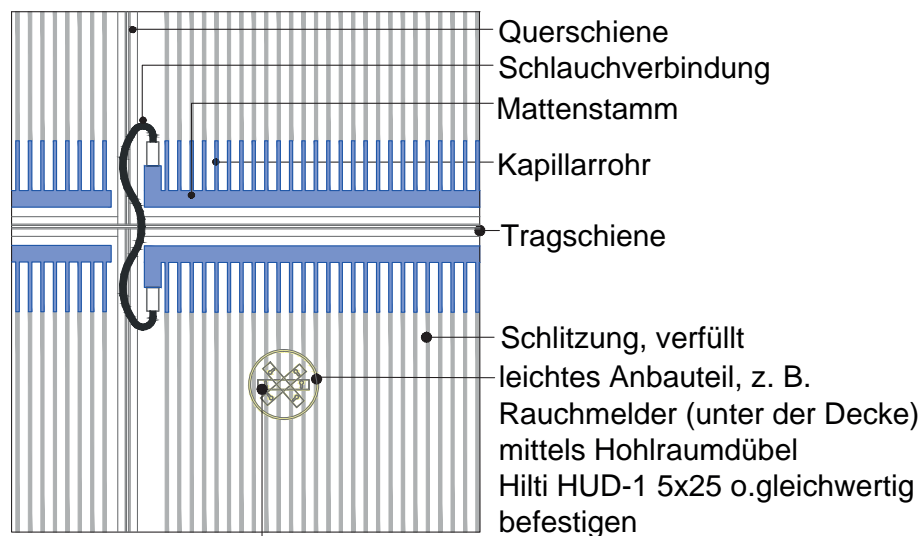 Querschiene
Schlauchverbindung
Mattenstamm
Kapillarrohr
Tragschiene
Schlitzung, verfüllt
leichtes Anbauteil, z. B.
Rauchmelder (unter der Decke)
mittels Hohlraumdübel
Hilti HUD-1 5x25 o.gleichwertig
befestigen